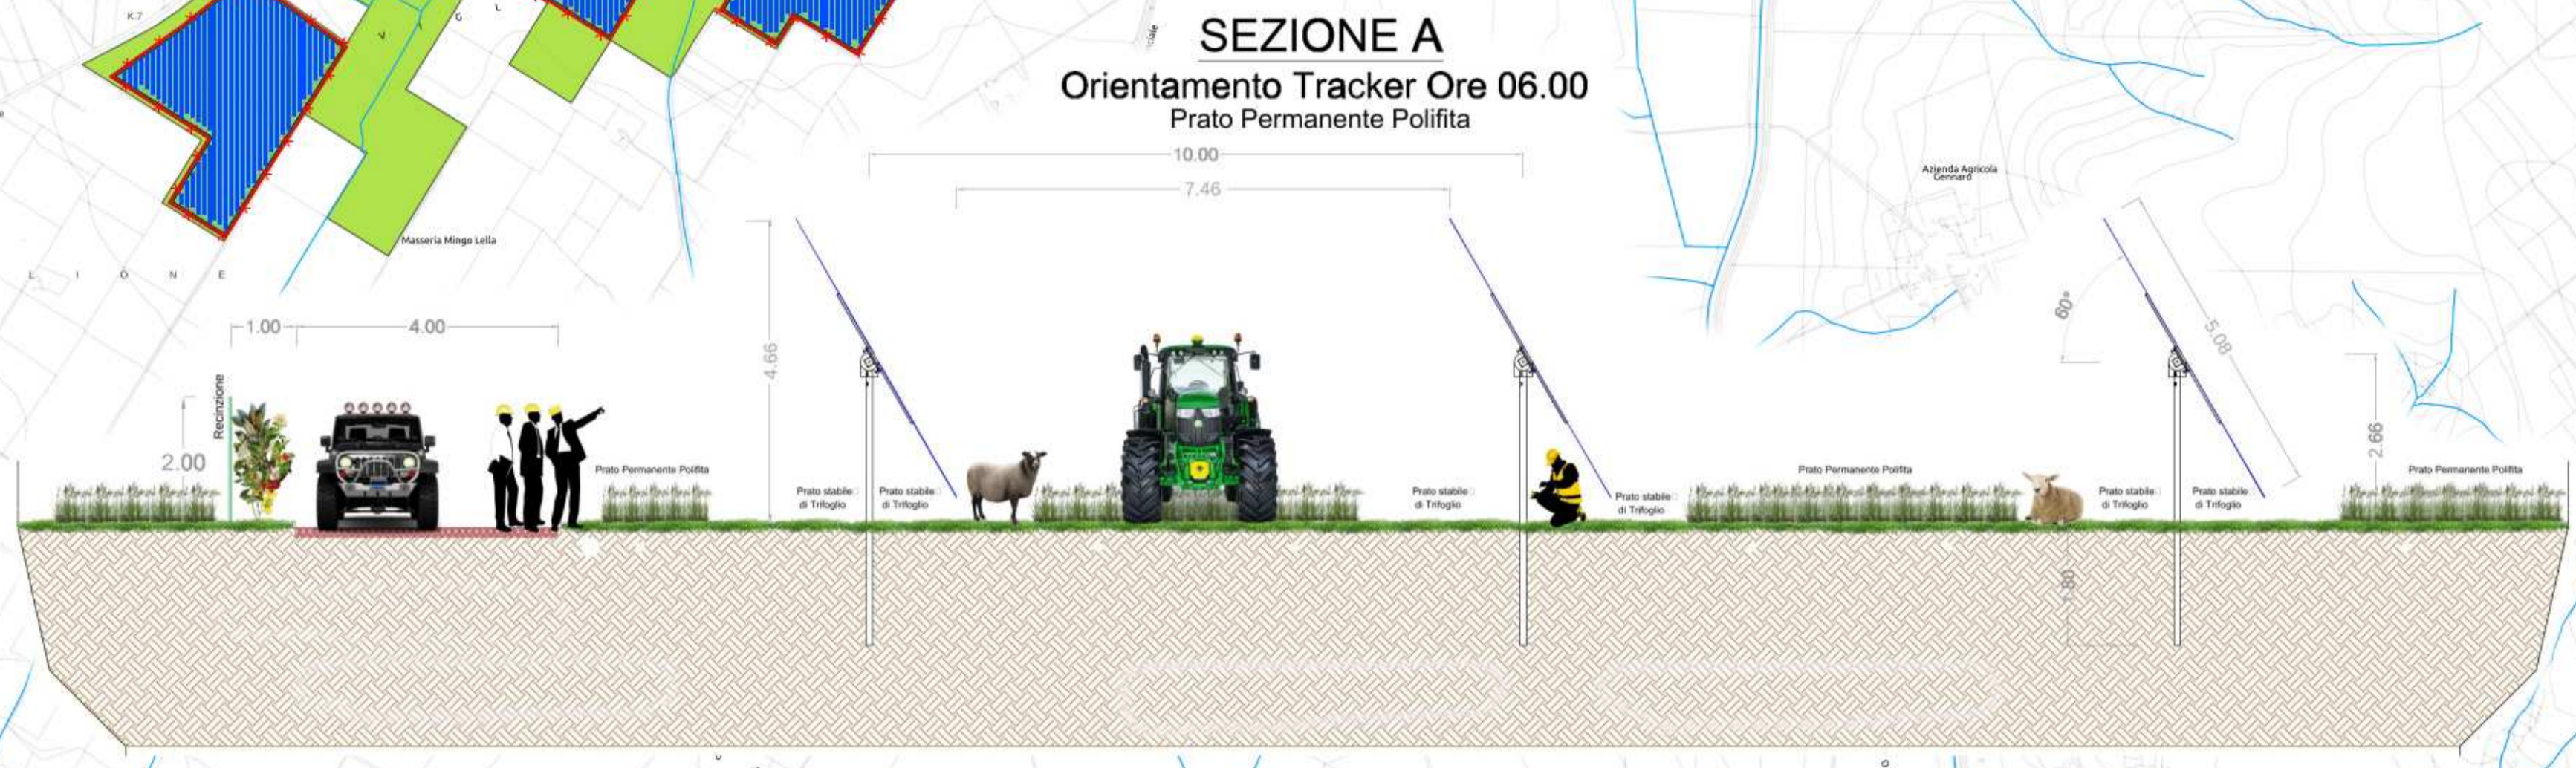 K.7
V
I
G
L
ciale
SEZIONE A
Orientamento Tracker Ore 06.00
Prato Permanente Polifita
10.00
7.46
Azienda Agricola
Gennaro
Masseria Mingo Lella
L I O N E
1.00
4.00
4.66
60°
5.08
Recinzione
2.00
2.66
Prato Permanente Polifita
Prato Permanente Polifita
Prato Permanente Polifita
Prato stabile
di Trifoglio
Prato stabile
di Trifoglio
Prato stabile
di Trifoglio
Prato stabile
di Trifoglio
Prato stabile
di Trifoglio
Prato stabile
di Trifoglio
1.80